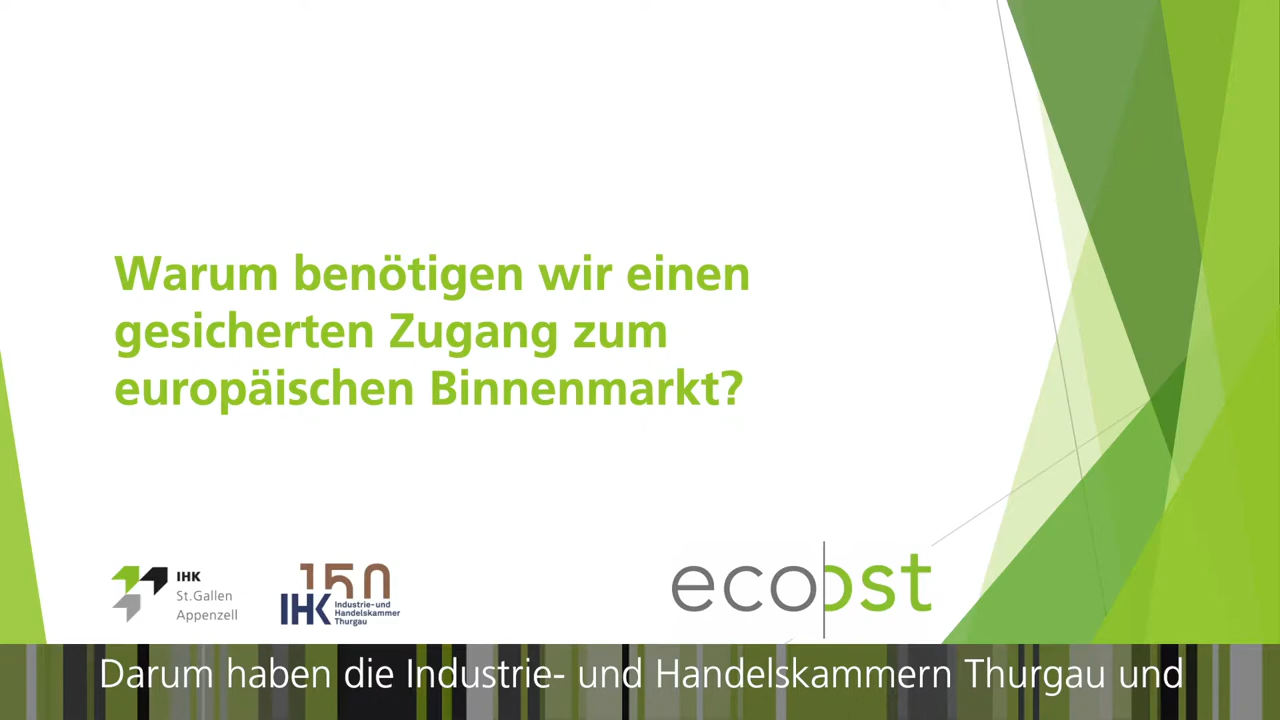 Warum benötigen wir einen
gesicherten Zugang zum
europäischen Binnenmarkt?
IHK
St.Gallen
Appenzell
150
IHK
Industrie- und
Handelskammer
Thurgau
ecoost
Darum haben die Industrie- und Handelskammern Thurgau und